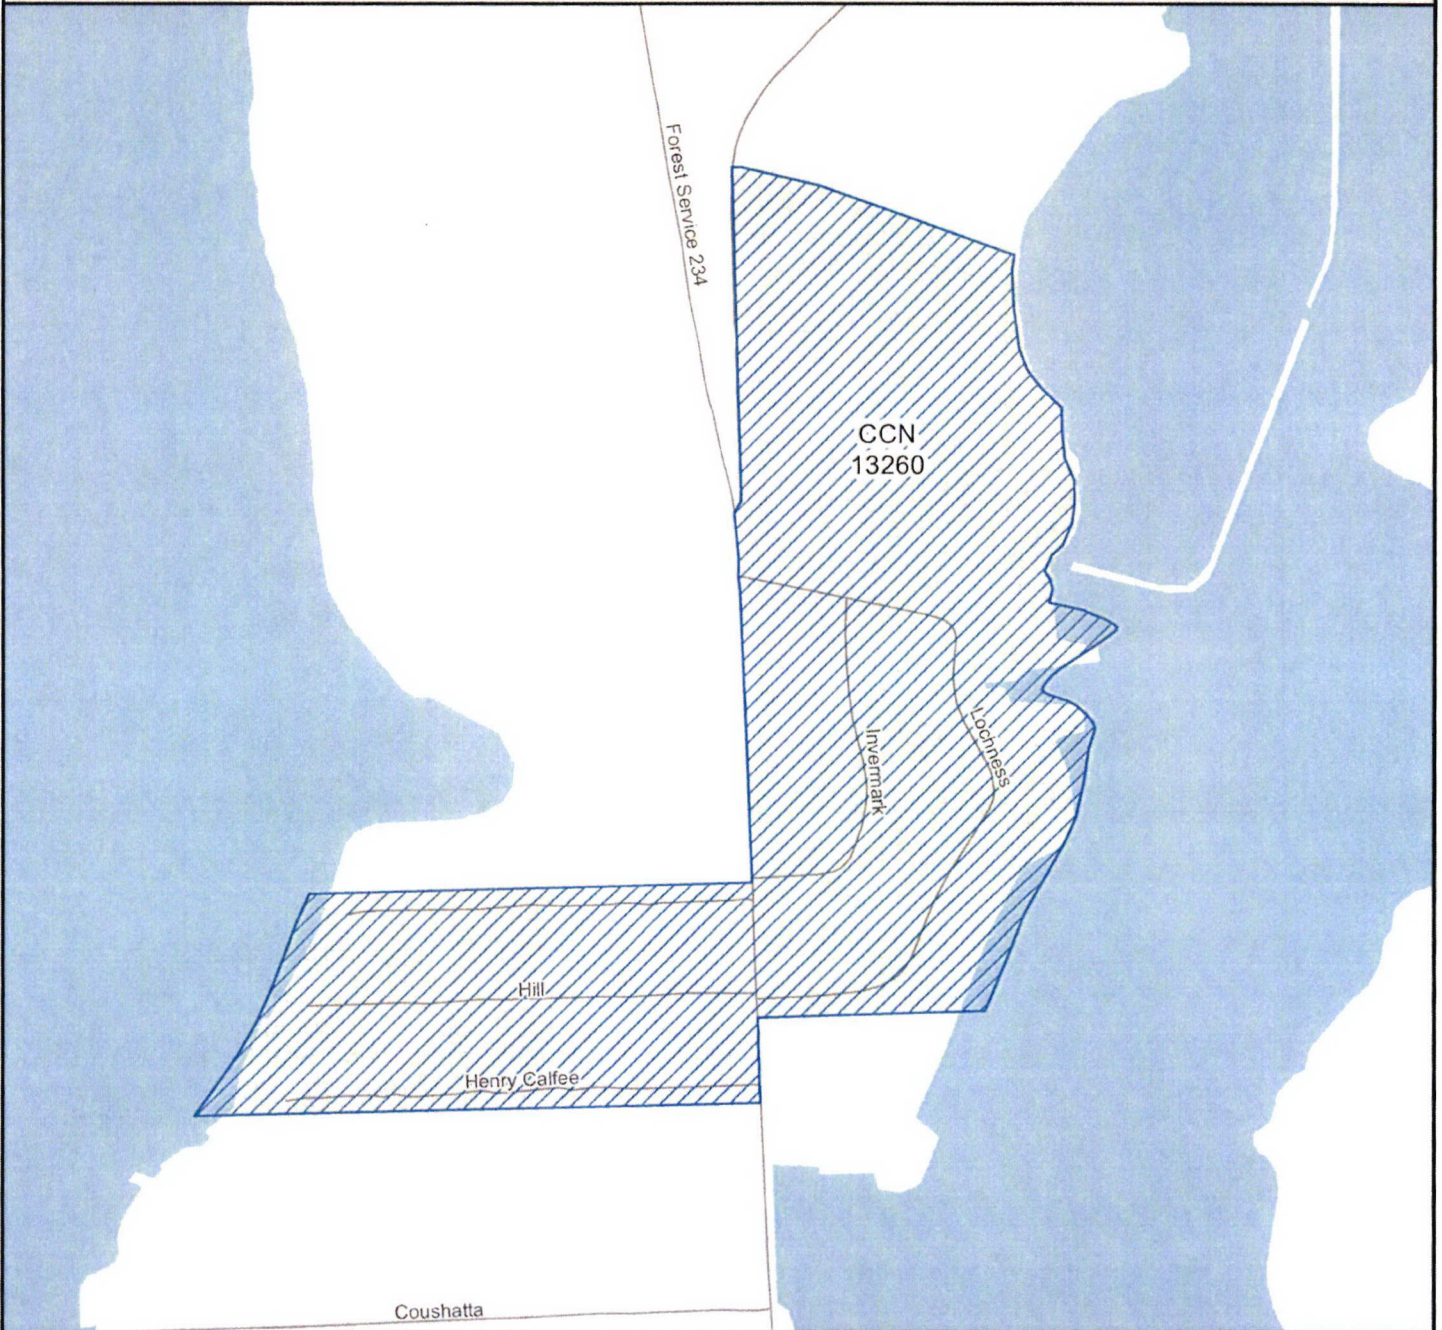 Forest Service 234
CCN
13260
Invermark
Lochness
Hill
Henry Calfee
Coushatta